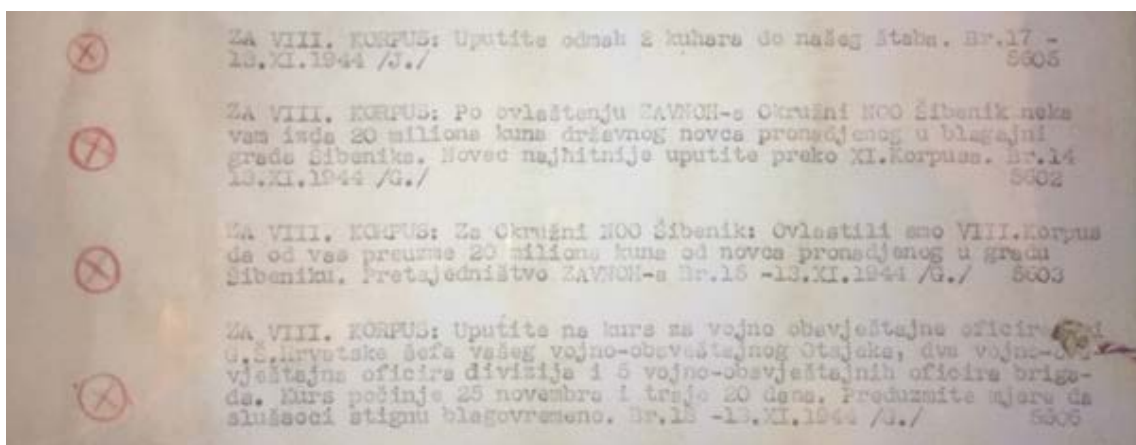 ZA VIII. KORPUS: Uputite odmah 2 kuhara do našeg štaba. Br.17 -
13.XI.1944 /J./ 5605
ZA VIII. KORPUS: Po ovlaštenju ZAVNOH-a Okružni NOO Šibenik neka
vam izda 20 miliona kuna državnog novca pronadjenog u blagajni
grada Šibenika. Novac najhitnije uputite preko XI.Korpusa. Br.14
13.XI.1944 /G./ 5602
ZA VIII. KORPUS: Za Okružni NOO Šibenik: Ovlastili smo VIII.Korpus
da od vas preuzme 20 miliona kuna od novca pronadjenog u gradu
Šibeniku. Pretsjedništvo ZAVNOH-a Br.15 -13.XI.1944 /G./ 5603
ZA VIII. KORPUS: Uputite na kurs za vojno obavještajne oficire
G.Š.Hrvatske šefa vašeg vojno-obavještajnog Otsjeka, dva
vještajna oficira divizija i 5 vojno-obavještajnih oficira briga-
da. Kurs počinje 25 novembra i traje 20 dana. Preduzmite mjere da
slušaoci stignu blagovremeno. Br.18 -13.XI.1944 /J./ 5606